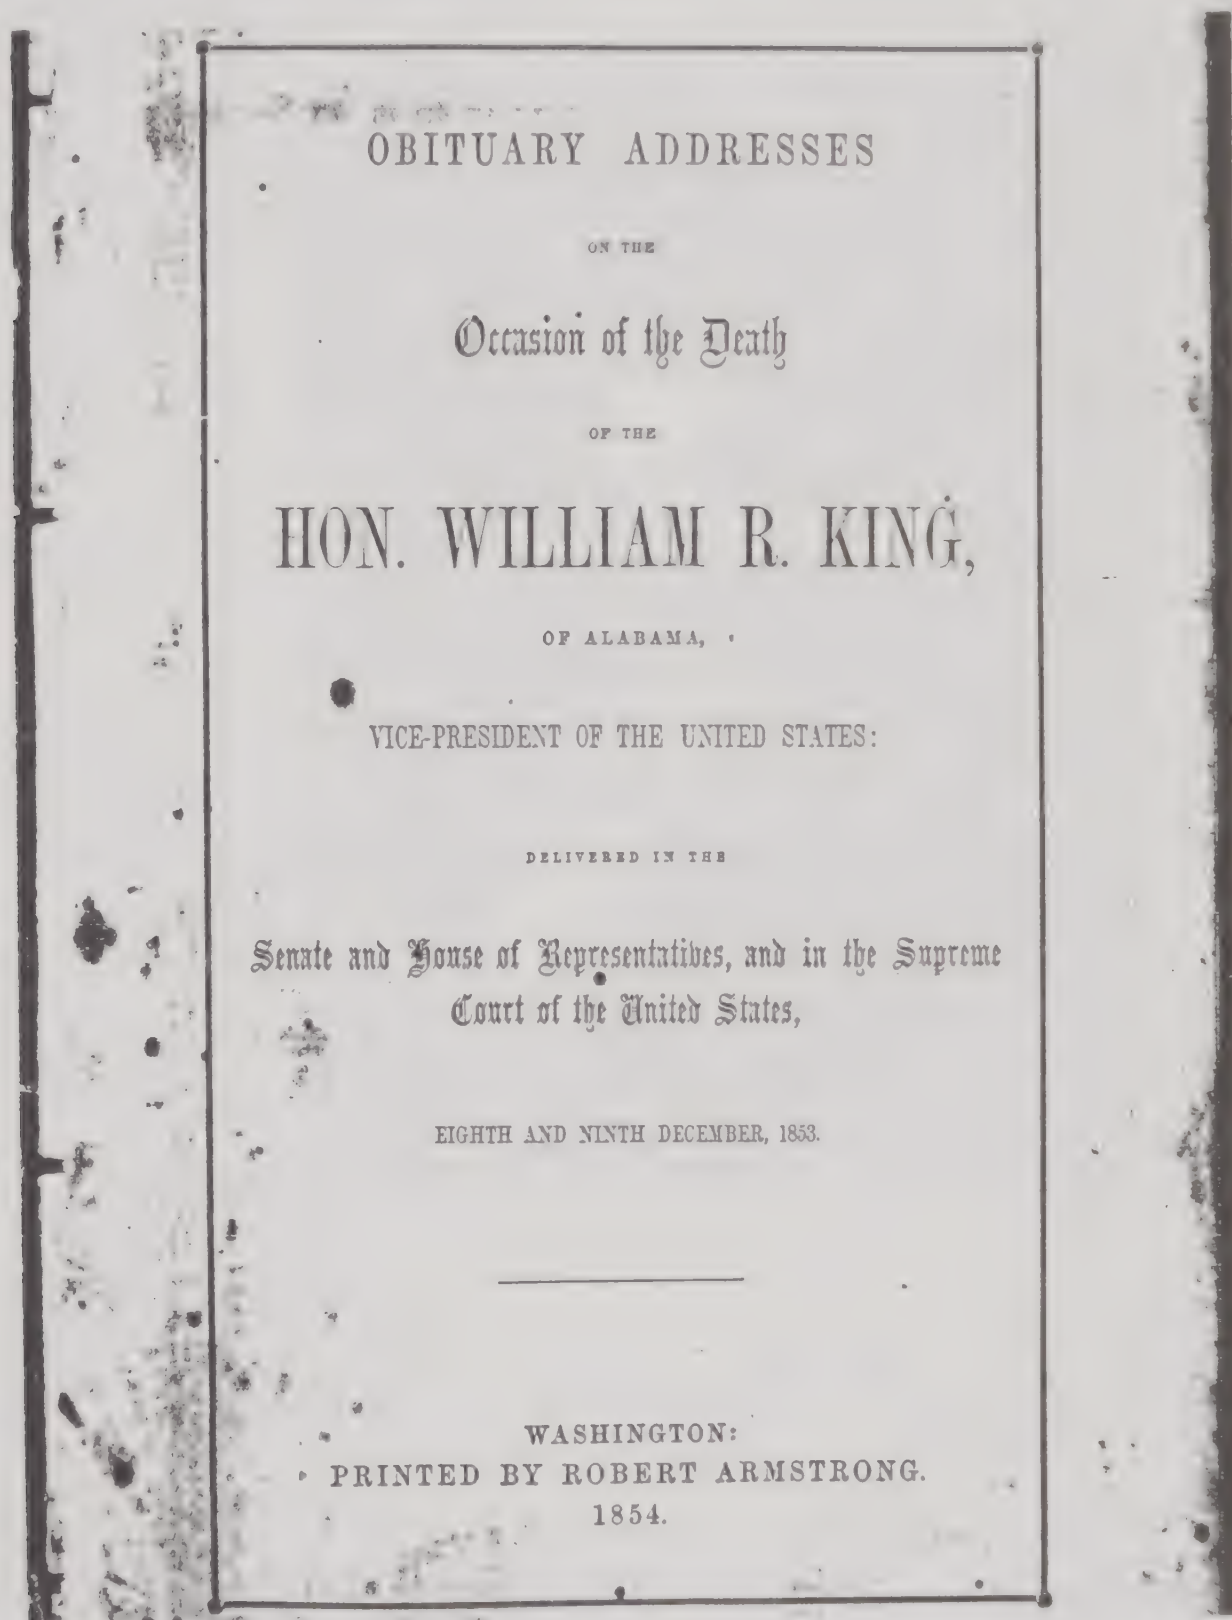 OBITUARY ADDRESSES
ON THE
Occasion of the Death
OF THE
HON. WILLIAM R. KING,
OF ALABAMA,
VICE-PRESIDENT OF THE UNITED STATES:
DELIVERED IN THE
Senate and House of Representatives, and in the Supreme
Court of the United States,
EIGHTH AND NINTH DECEMBER, 1853.
WASHINGTON:
PRINTED BY ROBERT ARMSTRONG.
1854.